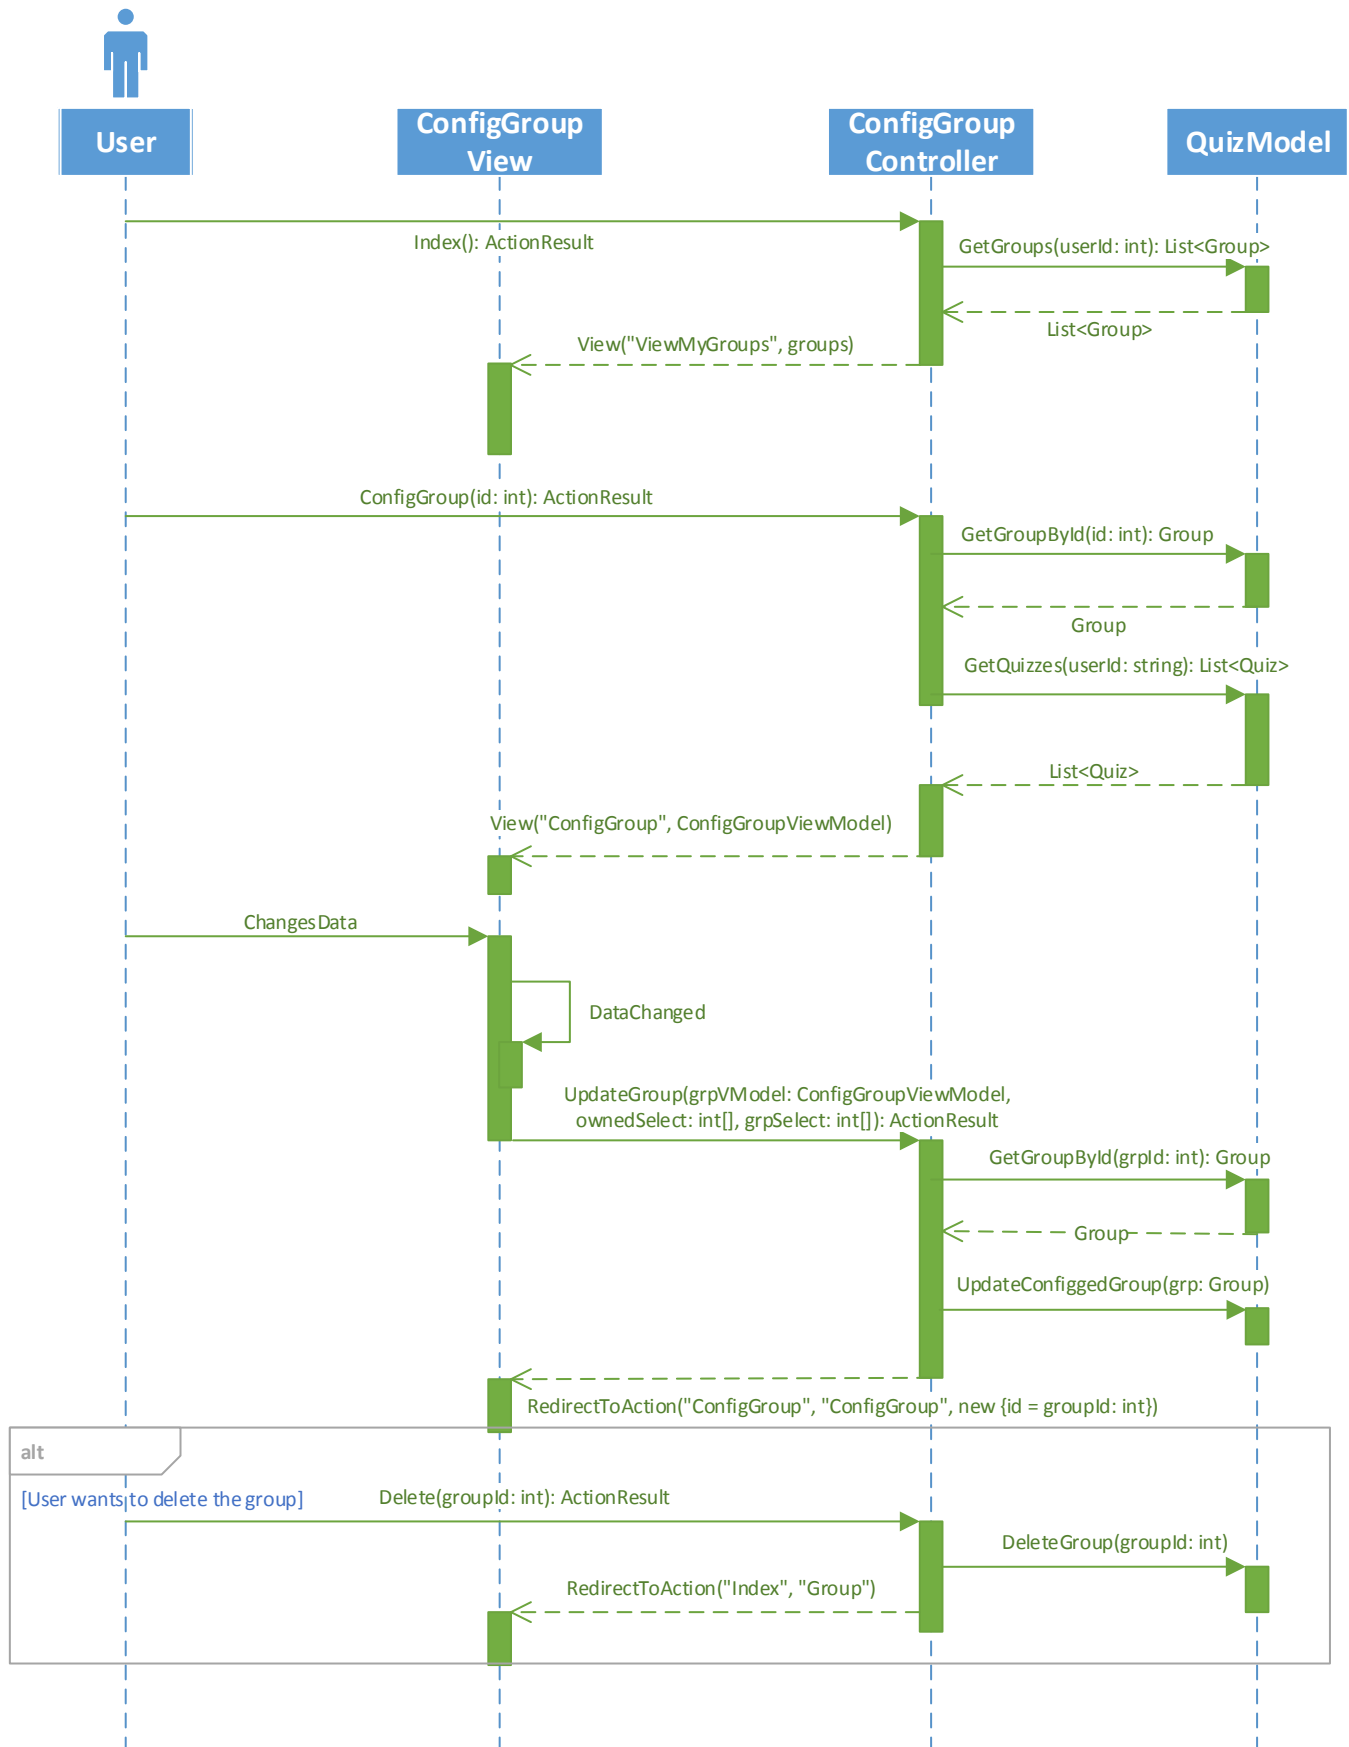 User
ConfigGroup
View
ConfigGroup
Controller
QuizModel
Index(): ActionResult
GetGroups(userId: int): List<Group>
List<Group>
View("ViewMyGroups", groups)
ConfigGroup(id: int): ActionResult
GetGroupById(id: int): Group
Group
GetQuizzes(userId: string): List<Quiz>
List<Quiz>
View("ConfigGroup", ConfigGroupViewModel)
ChangesData
DataChanged
UpdateGroup(grpVModel: ConfigGroupViewModel,
ownedSelect: int[], grpSelect: int[]): ActionResult
GetGroupById(grpId: int): Group
Group
UpdateConfiggedGroup(grp: Group)
RedirectToAction("ConfigGroup", "ConfigGroup", new {id = groupId: int})
alt
[User wants to delete the group]
Delete(groupId: int): ActionResult
DeleteGroup(groupId: int)
RedirectToAction("Index", "Group")